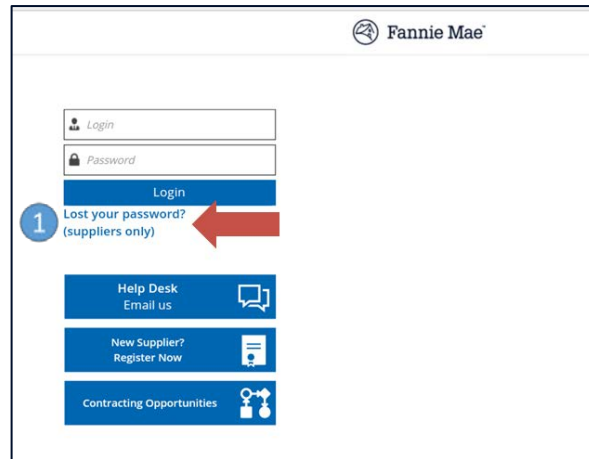 Fannie Mae
Login
Password
Login
1
Lost your password?
(suppliers only)
Help Desk
Email us
New Supplier?
Register Now
Contracting Opportunities